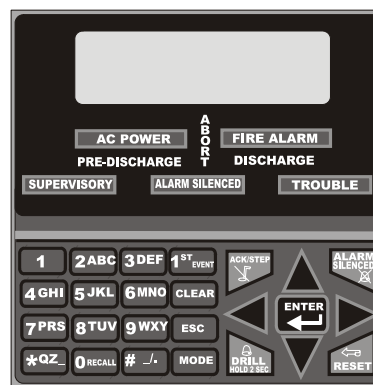 ABORT
AC POWER FIRE ALARM
PRE-DISCHARGE DISCHARGE
SUPERVISORY ALARM SILENCED TROUBLE
1 2ABC 3DEF 1ST EVENT ACK/STEP ALARM SILENCED
4GHI 5JKL 6MNO CLEAR ENTER
7PRS 8TUV 9WXY ESC
*QZ_ 0RECALL # _/. MODE DRILL HOLD 2 SEC RESET